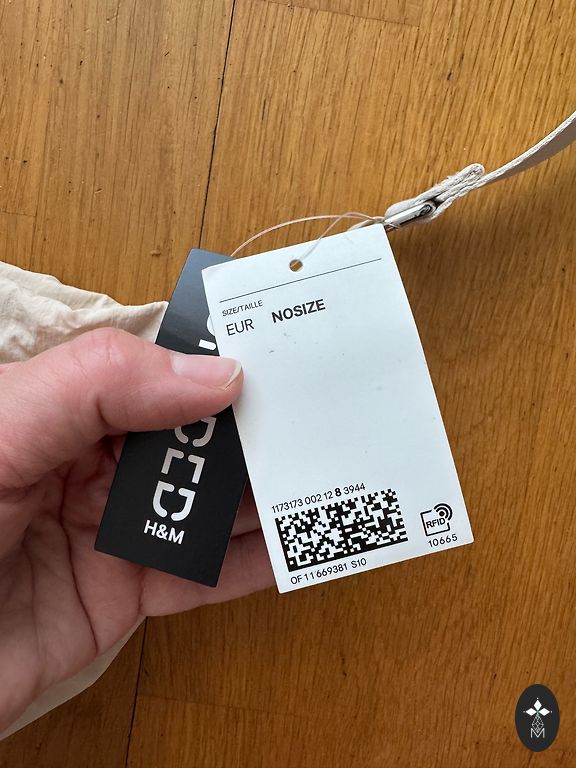 SIZE/TAILLE
EUR NOSIZE
1173173 002 12 8 3944
RFID
10665
OF 11 669381 S10
H&M
M